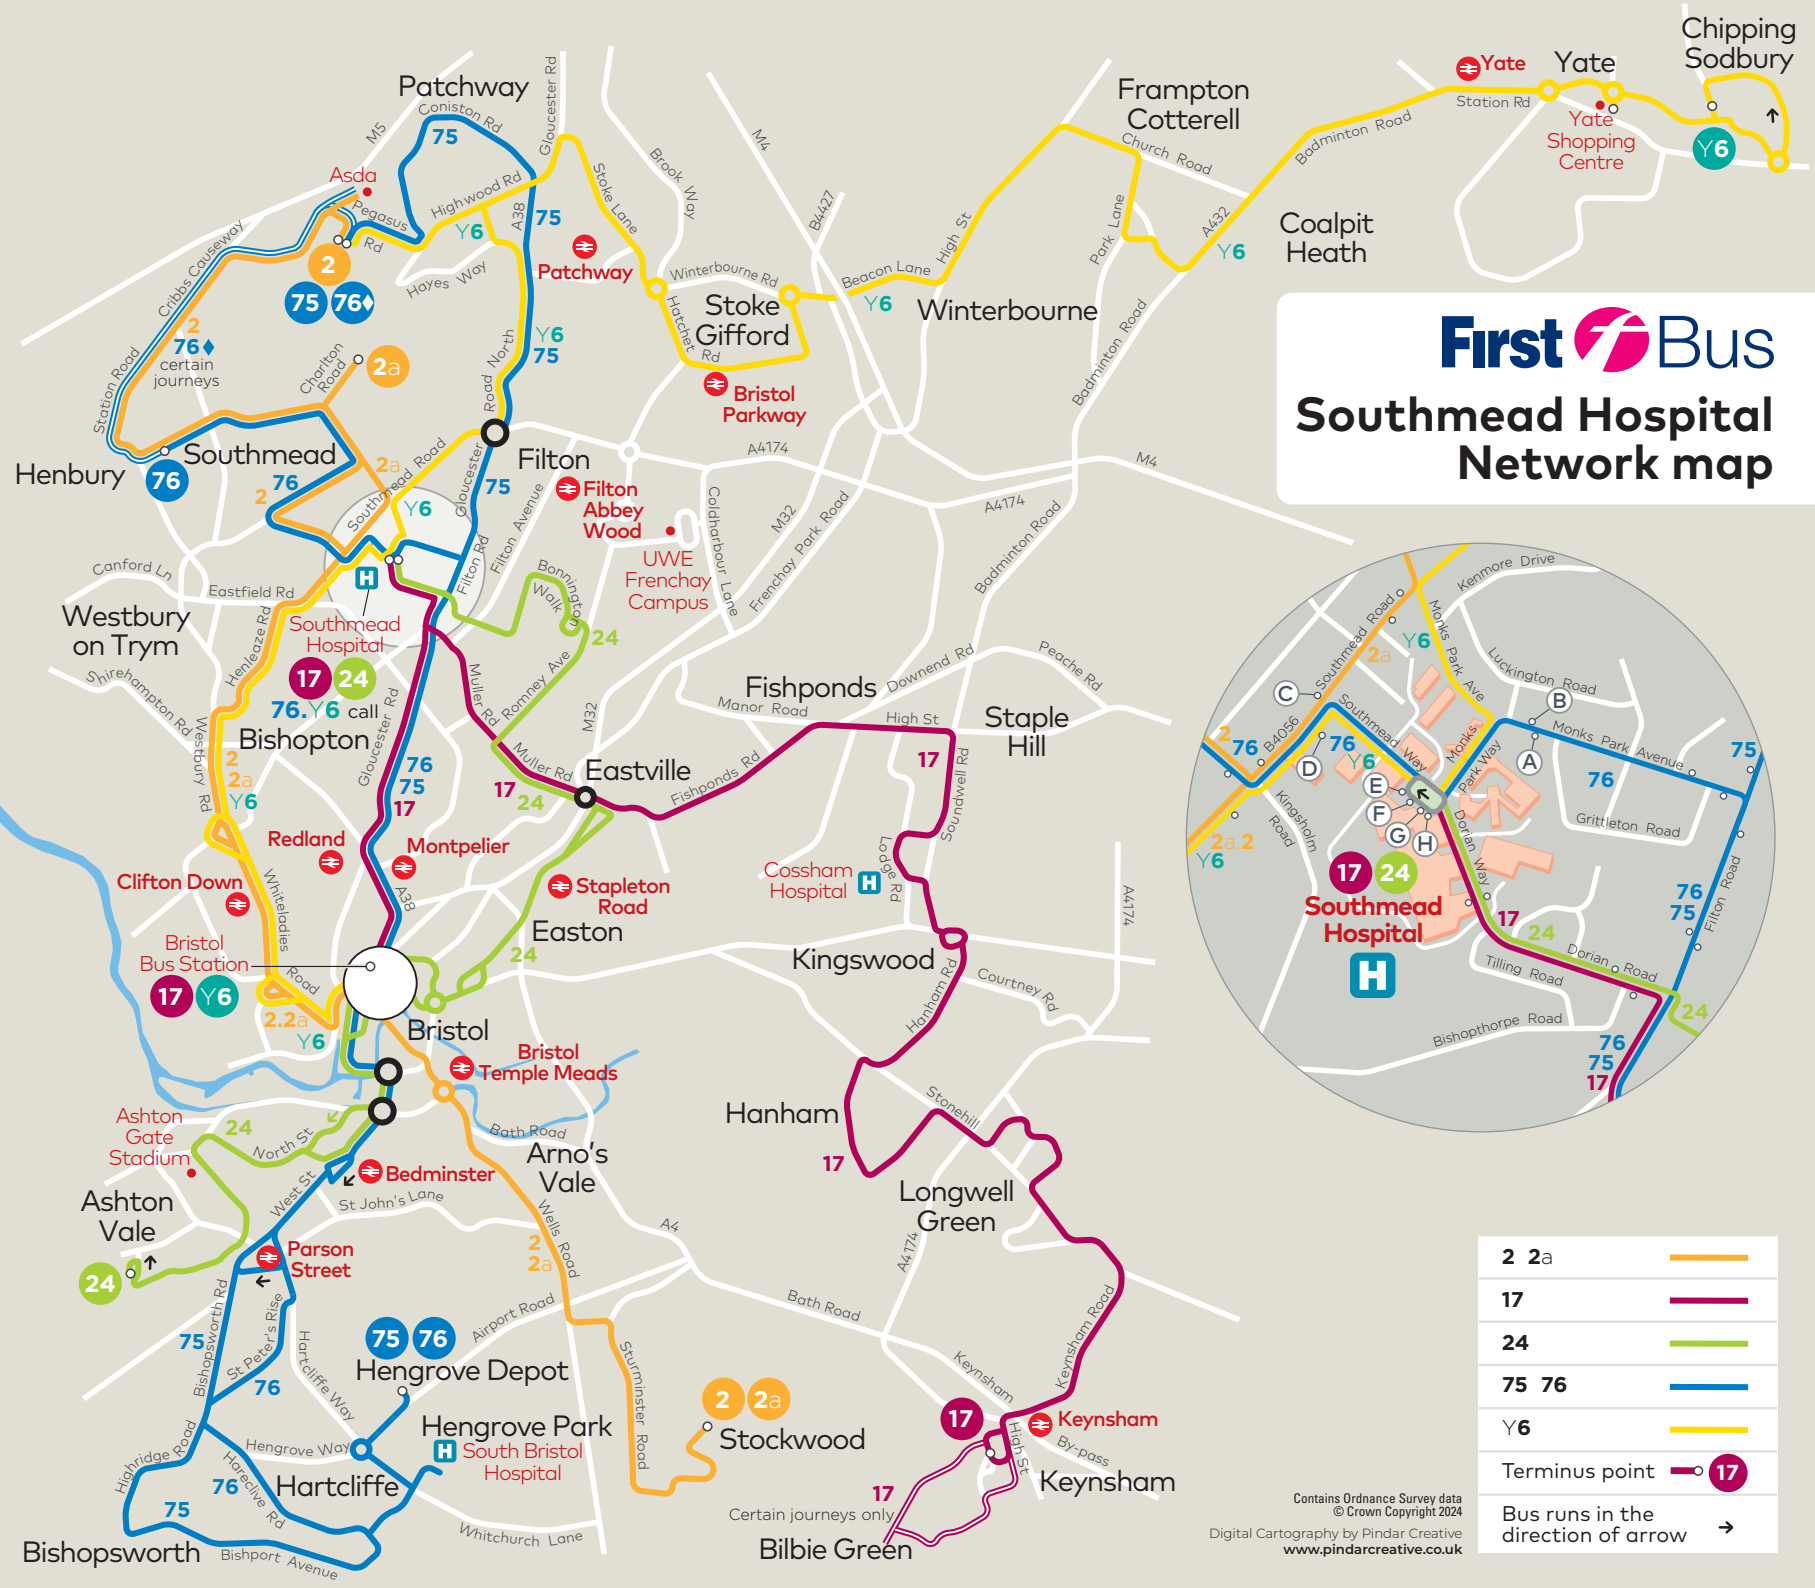 Chipping
Sodbury
Yate
Yate
Station Rd
Yate
Shopping
Centre
Y6
Frampton
Cotterell
Church Road
Badminton Road
Park Lane
A432
Y6
Coalpit
Heath
Patchway
Coniston Rd
75
Gloucester Rd
M5
Asda
Pegasus
Rd
Highwood Rd
Y6
A38
75
Stoke Lane
Brook Way
M4
B4427
High St
Cribbs Causeway
2
75
76♦
Hayes Way
Patchway
Winterbourne Rd
Beacon Lane
Y6
Winterbourne
Stoke
Gifford
Hatchet
Rd
Bristol
Parkway
Badminton Road
Badminton Road
2
76♦
certain
journeys
Station Road
Charlton
Road
2a
Road North
Y6
75
First Bus
Southmead Hospital
Network map
Henbury
76
Southmead
76
2
2a
Southmead Road
Y6
Gloucester
75
Filton
Filton
Abbey
Wood
Filton Avenue
Filton Rd
UWE
Frenchay
Campus
Coldharbour Lane
A4174
M32
Frenchay Park Road
A4174
M4
Badminton Road
Canford Ln
Eastfield Rd
Westbury
on Trym
Henleaze Rd
Shirehampton Rd
Westbury Rd
Southmead
Hospital
17
24
76.Y6 call
Bishopton
Gloucester Rd
Bonnington
Walk
24
Muller Rd
Romney Ave
M32
Muller Rd
17
24
Eastville
Fishponds
Manor Road
Downend Rd
Peache Rd
High St
Staple
Hill
Fishponds Rd
17
Soundwell Rd
Lodge Rd
2
2a
Y6
76
75
17
Redland
Montpelier
Clifton Down
Whiteladies
Road
A38
Bristol
Bus Station
17
Y6
2.2a
Y6
Stapleton
Road
Easton
24
Cossham
Hospital
Kingswood
A4174
Courtney Rd
Hanham Rd
Bristol
Bristol
Temple Meads
Ashton
Gate
Stadium
24
North St
Bath Road
Arno's
Vale
Hanham
17
Stonehill
Bedminster
West St
St John's Lane
Ashton
Vale
24
Parson
Street
Wells Road
2
2a
A4
Longwell
Green
A4174
Bishopsworth Rd
75
St Peter's Rise
76
Hartcliffe Way
75
76
Hengrove Depot
Airport Road
Bath Road
Sturminster Road
Keynsham
By-pass
Keynsham Road
Hengrove Park
South Bristol
Hospital
2
2a
Stockwood
17
Keynsham
High St
Keynsham
Highridge Road
Hengrove Way
Hartcliffe
76
Hareclive Rd
75
Bishopsworth
Bishport Avenue
Whitchurch Lane
17
Certain journeys only
Bilbie Green
Kenmore Drive
Southmead Road
Y6
2a
Monks Park Ave
Luckington Road
C
B
A
D
E
F
G
H
2
76
B4056
Southmead Way
76
Y6
Monks
Park Way
Monks Park Avenue
75
76
Grittleton Road
2a.2
Y6
Kingsholm
Road
Dorian Way
17
24
Southmead
Hospital
H
17
24
76
75
Filton Road
Dorian Road
Tilling Road
Bishopthorpe Road
24
76
75
17
2 2a
17
24
75 76
Y6
Terminus point 17
Bus runs in the
direction of arrow
Contains Ordnance Survey data
© Crown Copyright 2024
Digital Cartography by Pindar Creative
www.pindarcreative.co.uk